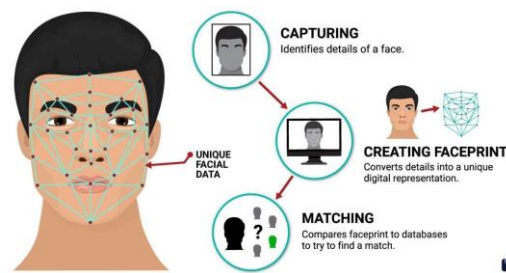 CAPTURING
Identifies details of a face.
UNIQUE
FACIAL
DATA
CREATING FACEPRINT
Converts details into a unique
digital representation.
MATCHING
?
Compares faceprint to databases
to try to find a match.